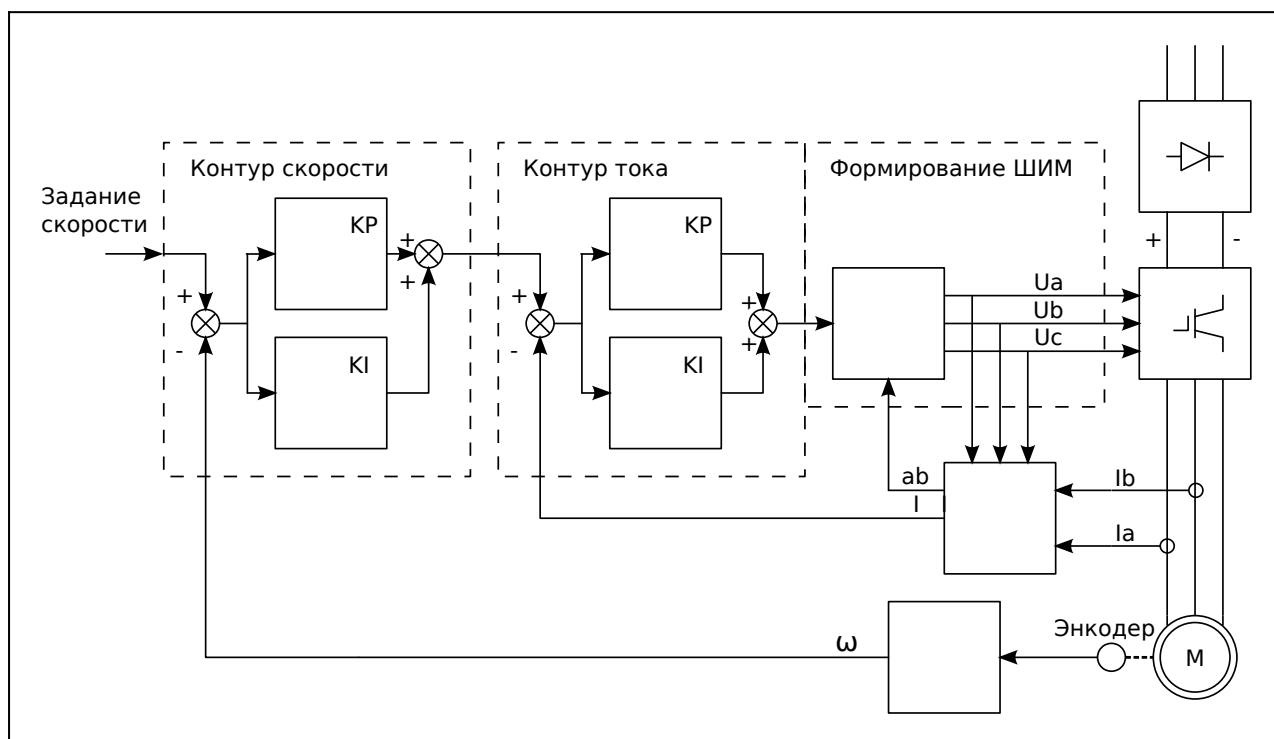 Контур скорости
Контур тока
Формирование ШИМ
Задание
скорости
KP
KP
+
-
+
+
+
+
+
+
-
-
KI
KI
Ua
Ub
Uc
ab
I
Ib
Ia
Энкодер
ω
M